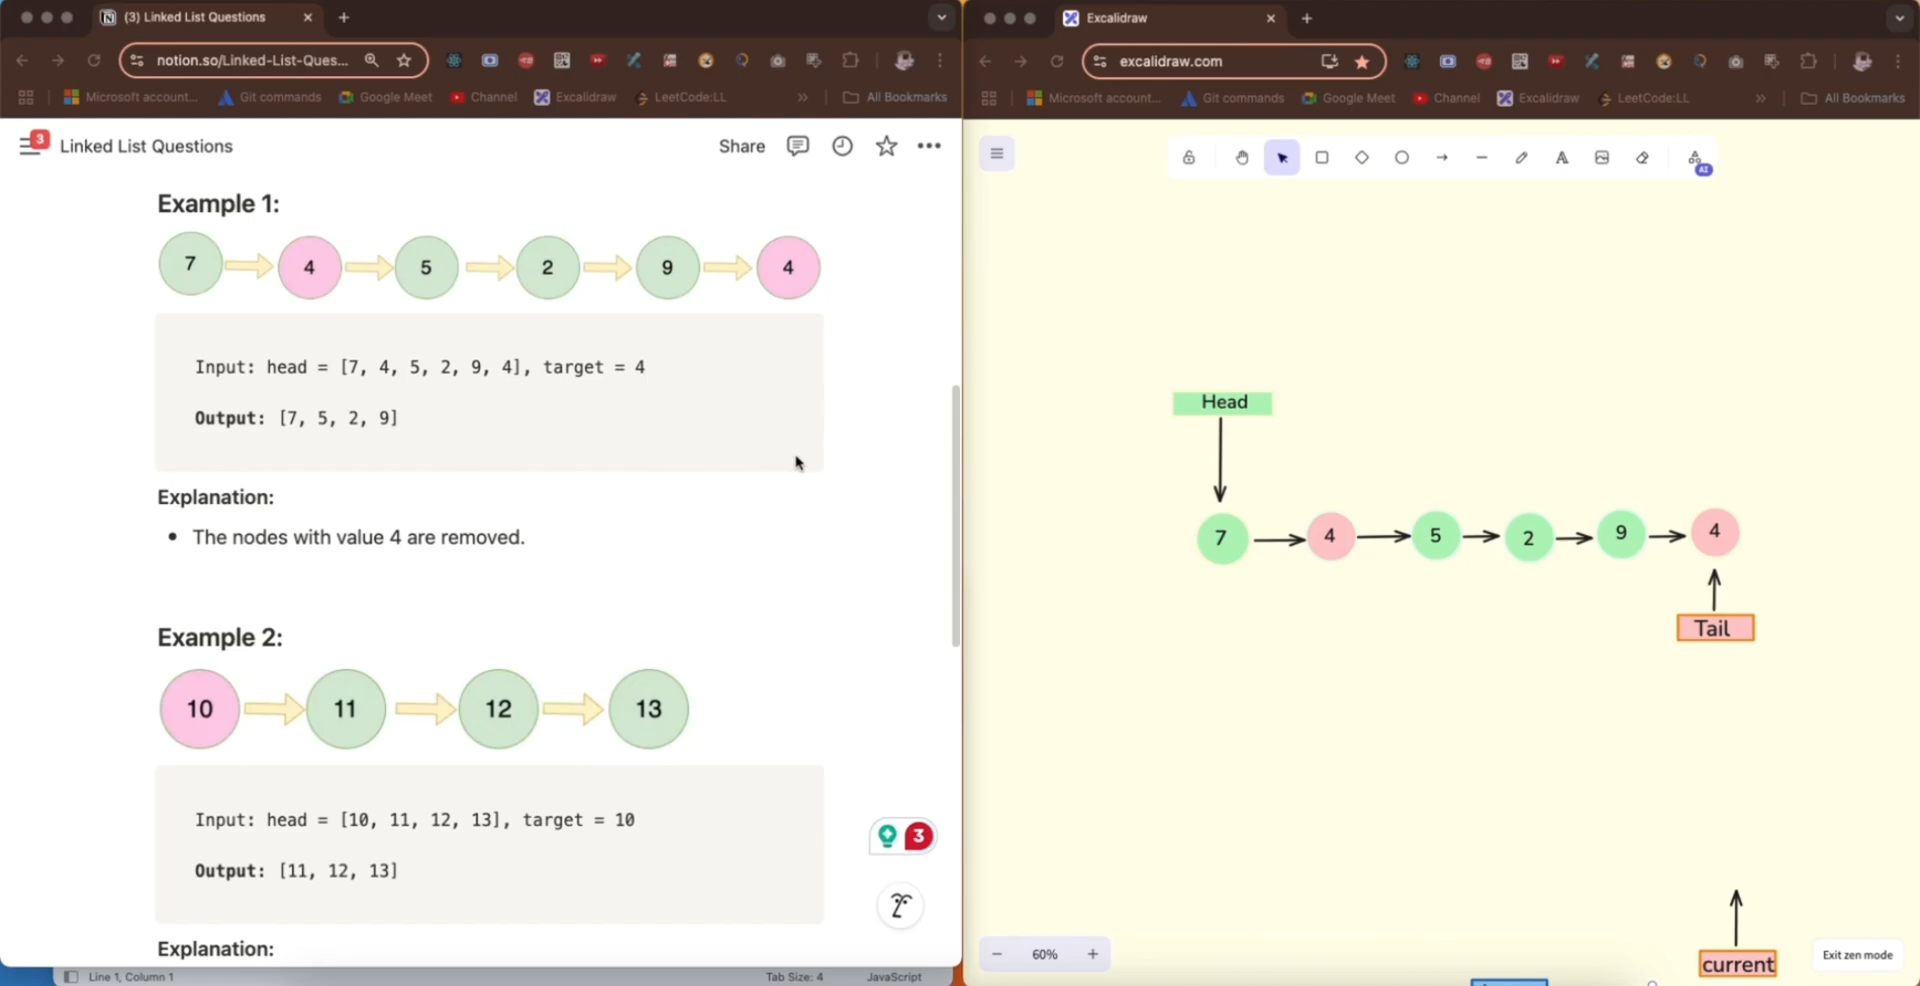 (3) Linked List Questions
notion.so/Linked-List-Ques...
Microsoft account...
Git commands
Google Meet
Channel
Excalidraw
LeetCode:LL
»
All Bookmarks
3
Linked List Questions
Share
Example 1:
7 4 5 2 9 4
Input: head = [7, 4, 5, 2, 9, 4], target = 4
Output: [7, 5, 2, 9]
Explanation:
• The nodes with value 4 are removed.
Example 2:
10 11 12 13
Input: head = [10, 11, 12, 13], target = 10
Output: [11, 12, 13]
3
Explanation:
Line 1, Column 1
Tab Size: 4
JavaScript
Excalidraw
excalidraw.com
Microsoft account...
Git commands
Google Meet
Channel
Excalidraw
LeetCode:LL
»
All Bookmarks
A
AI
Head
7 4 5 2 9 4
Tail
current
60%
Exit zen mode